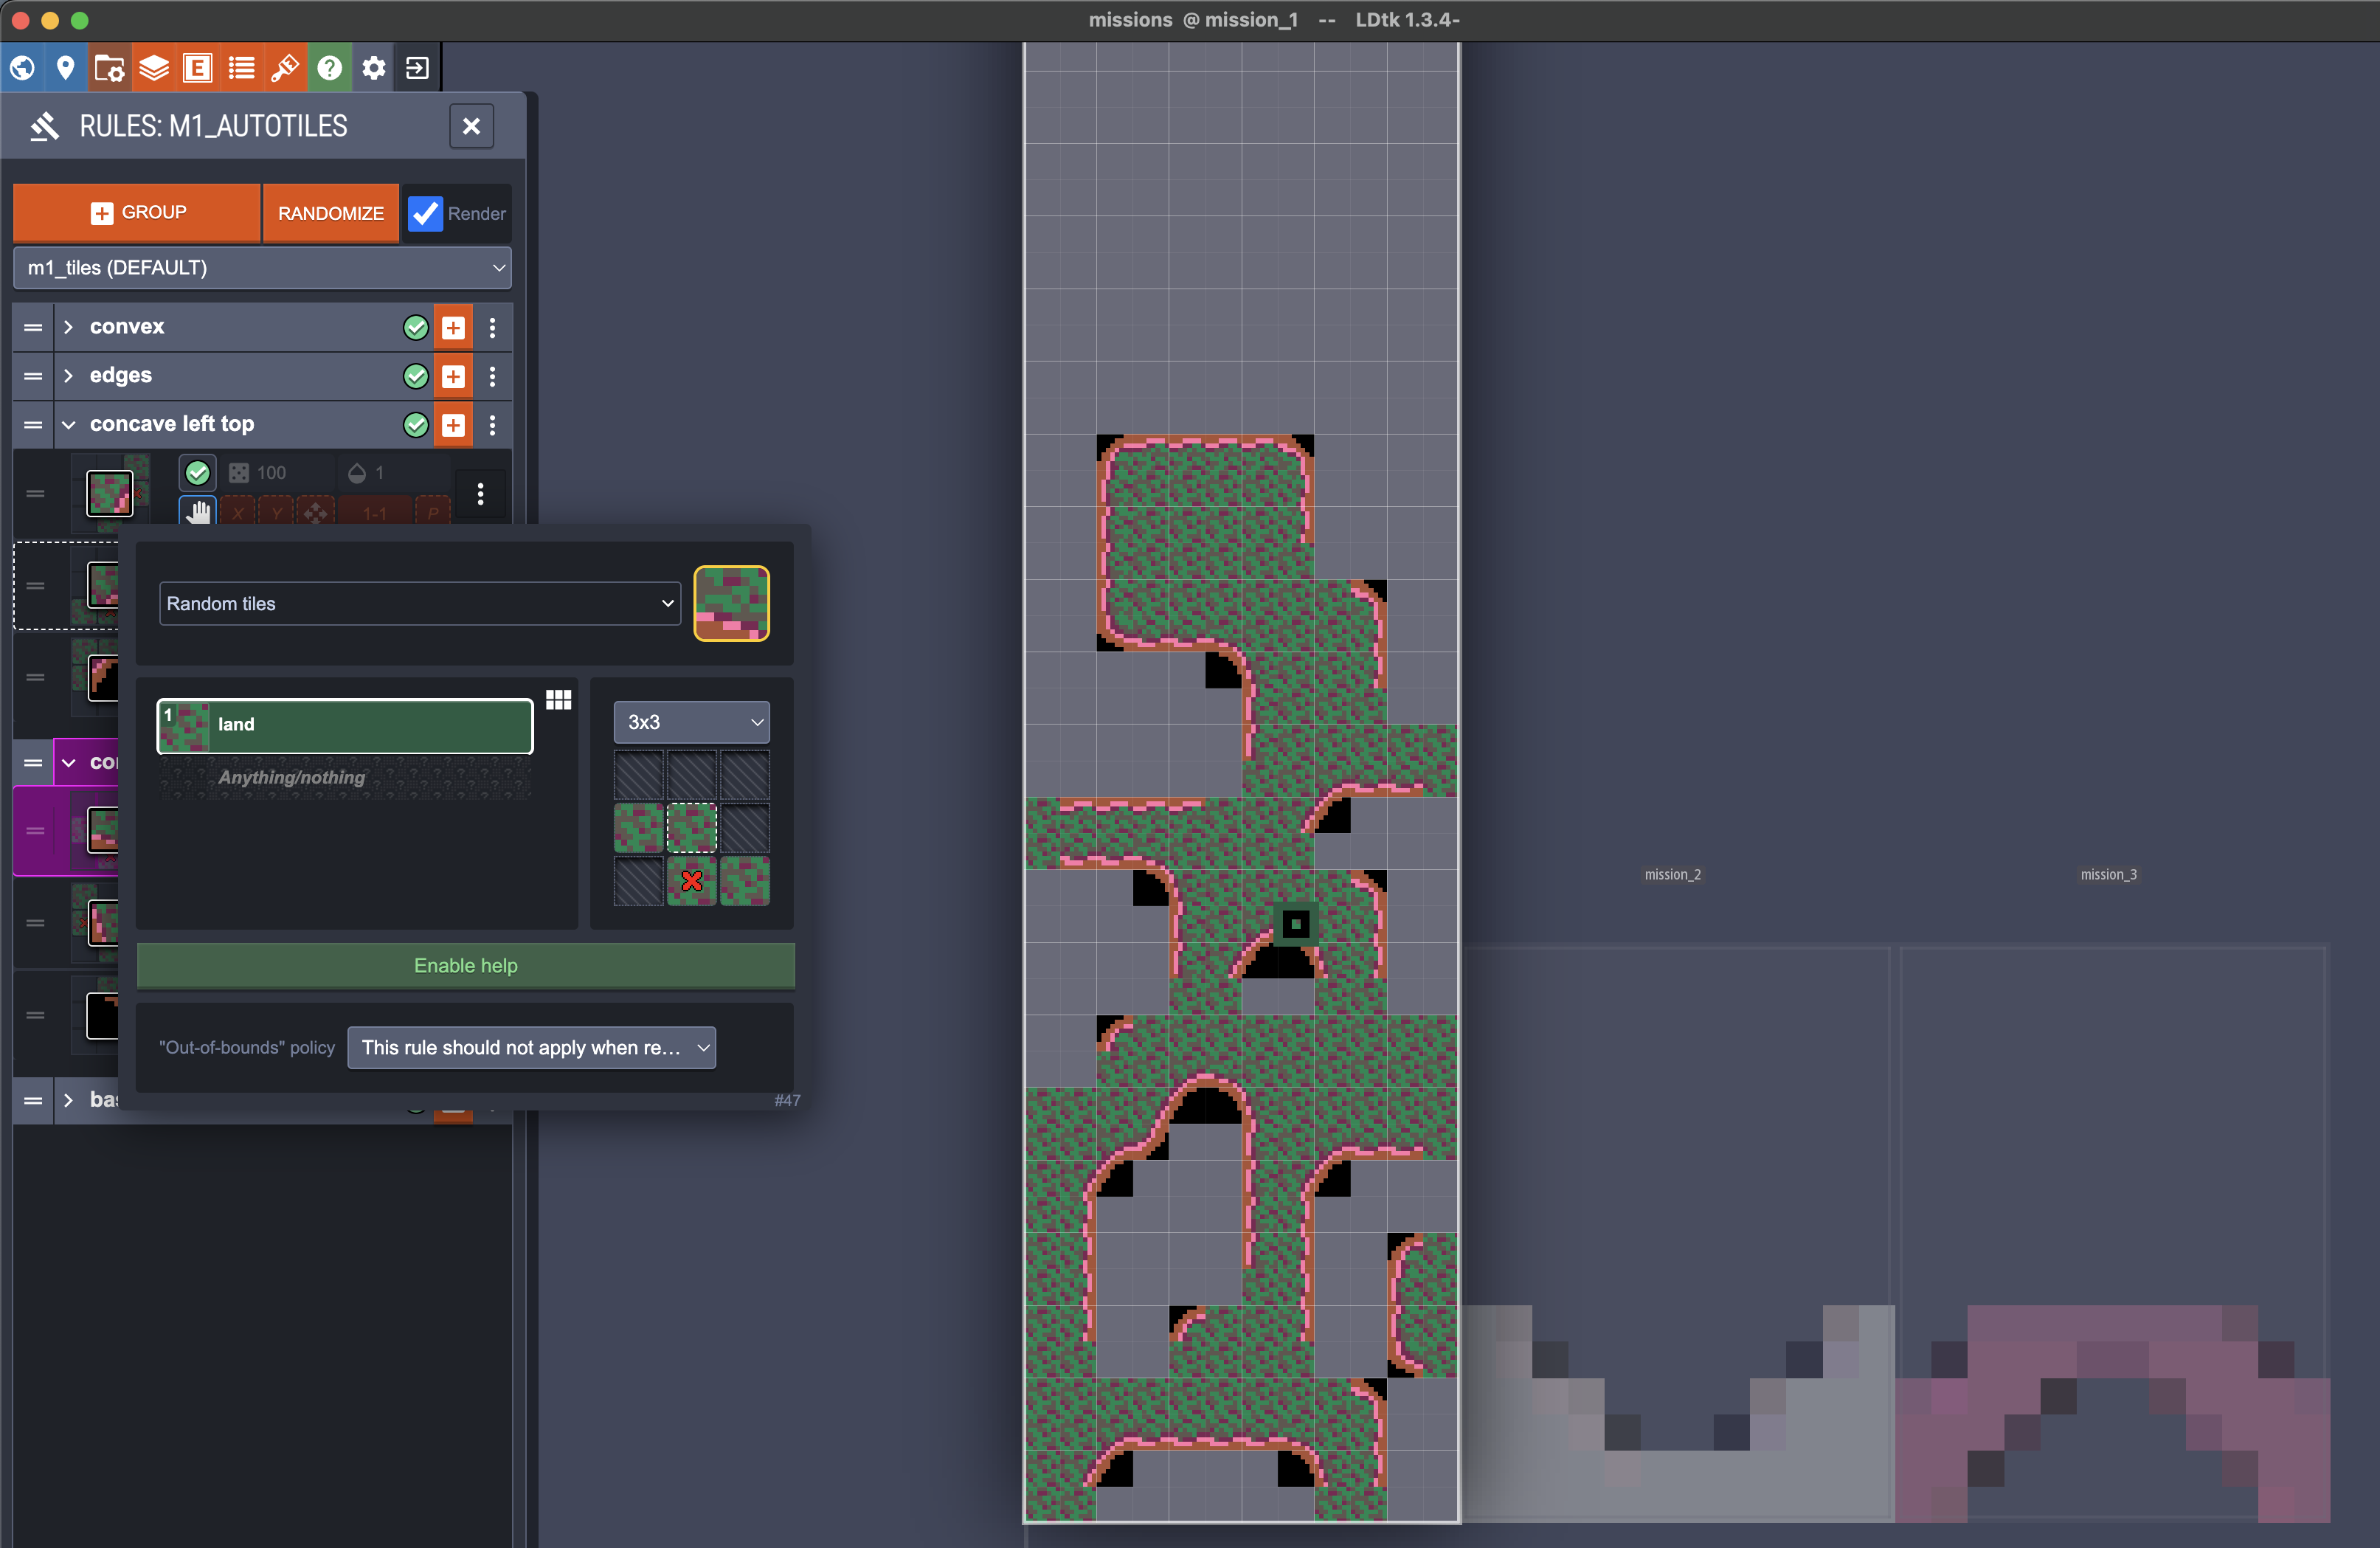 missions @ mission_1 -- LDtk 1.3.4-
E
E
?
RULES: M1_AUTOTILES
GROUP
RANDOMIZE
Render
m1_tiles (DEFAULT)
convex
edges
concave left top
100
1
X
Y
1-1
P
Random tiles
1
land
Anything/nothing
3x3
Enable help
"Out-of-bounds" policy
This rule should not apply when re...
#47
mission_2
mission_3